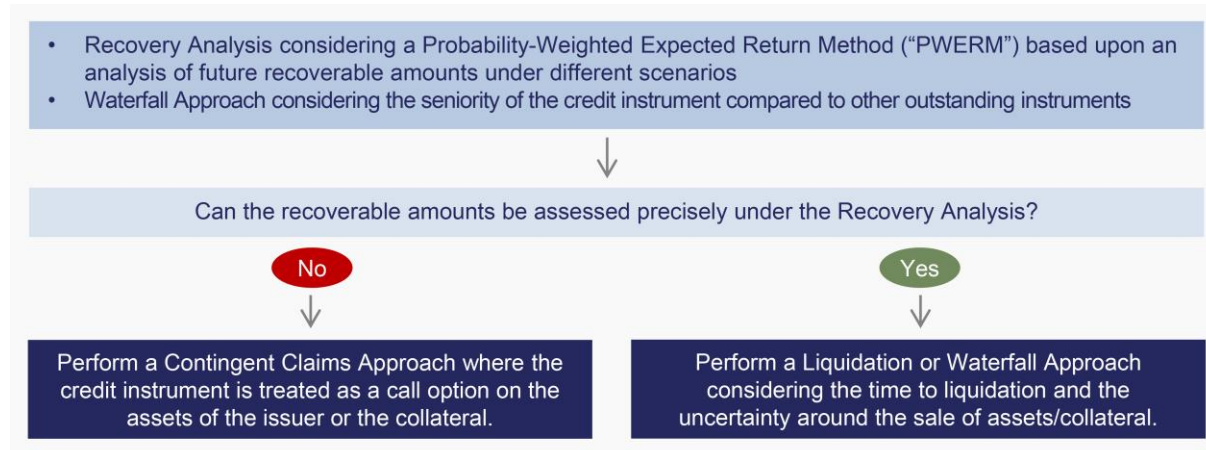 • Recovery Analysis considering a Probability-Weighted Expected Return Method (“PWERM”) based upon an
analysis of future recoverable amounts under different scenarios
• Waterfall Approach considering the seniority of the credit instrument compared to other outstanding instruments
Can the recoverable amounts be assessed precisely under the Recovery Analysis?
No
Yes
Perform a Contingent Claims Approach where the
credit instrument is treated as a call option on the
assets of the issuer or the collateral.
Perform a Liquidation or Waterfall Approach
considering the time to liquidation and the
uncertainty around the sale of assets/collateral.